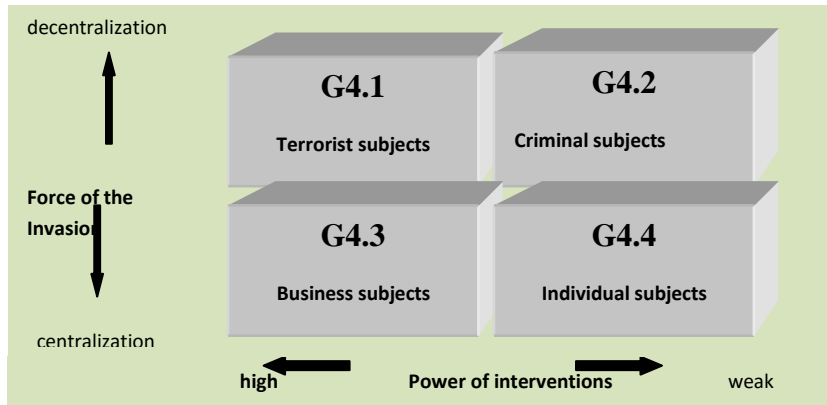 decentralization
G4.1
G4.2
Terrorist subjects
Criminal subjects
Force of the
Invasion
G4.3
G4.4
Business subjects
Individual subjects
centralization
high
Power of interventions
weak